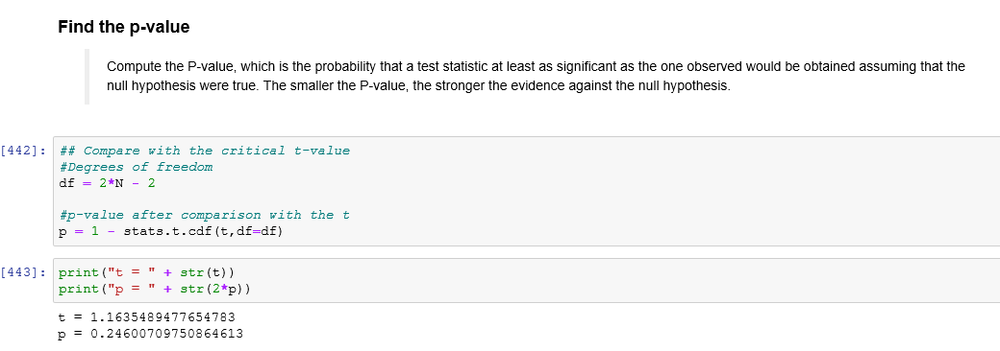 Find the p-value
Compute the P-value, which is the probability that a test statistic at least as significant as the one observed would be obtained assuming that the
null hypothesis were true. The smaller the P-value, the stronger the evidence against the null hypothesis.
[442]: ## Compare with the critical t-value
#Degrees of freedom
df = 2*N - 2
#p-value after comparison with the t
p = 1 - stats.t.cdf(t,df=df)
[443]: print("t = " + str(t))
print("p = " + str(2*p))
t = 1.1635489477654783
p = 0.24600709750864613